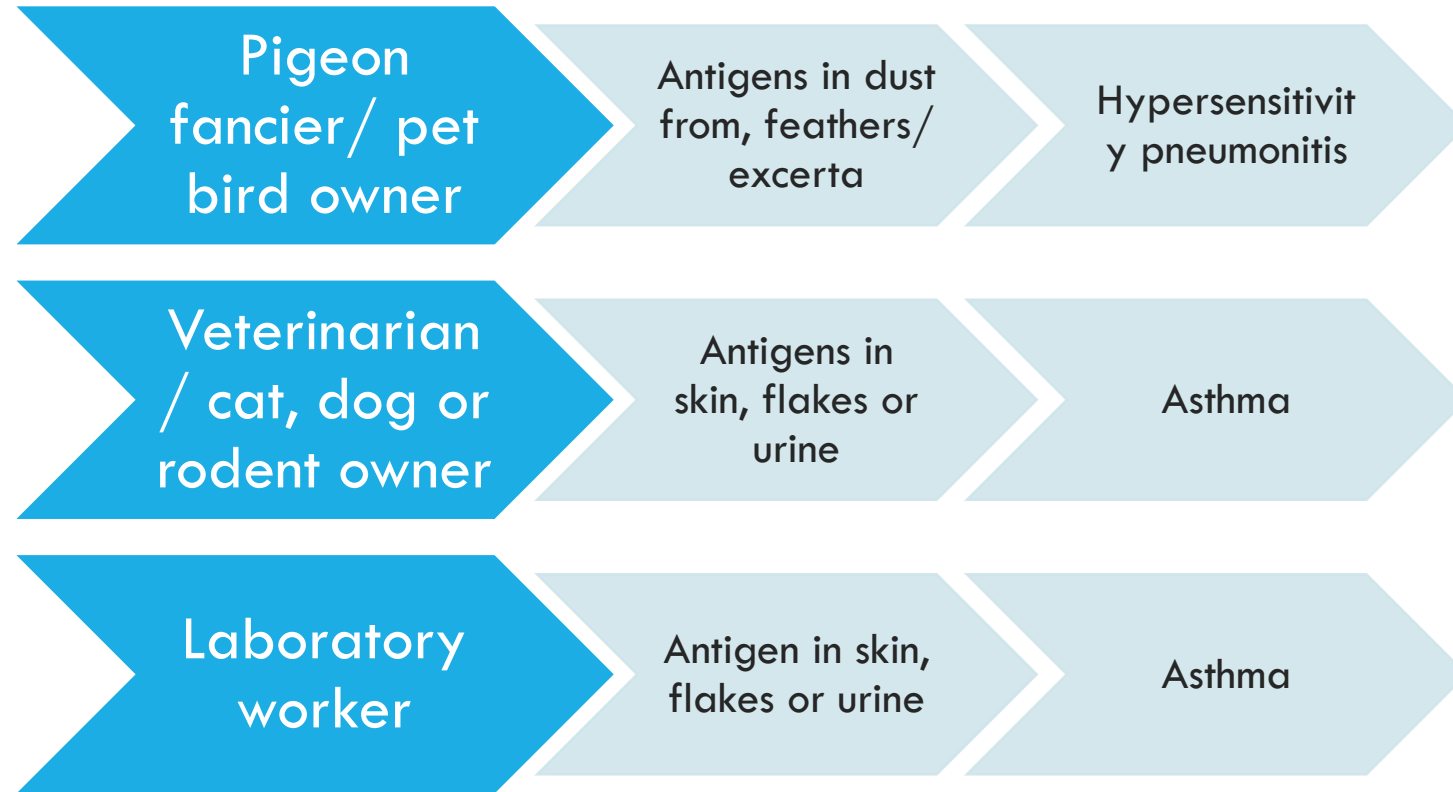 Pigeon
fancier/ pet
bird owner
Antigens in dust
from, feathers/
excerta
Hypersensitivit
y pneumonitis
Veterinarian
/ cat, dog or
rodent owner
Antigens in
skin, flakes or
urine
Asthma
Laboratory
worker
Antigen in skin,
flakes or urine
Asthma